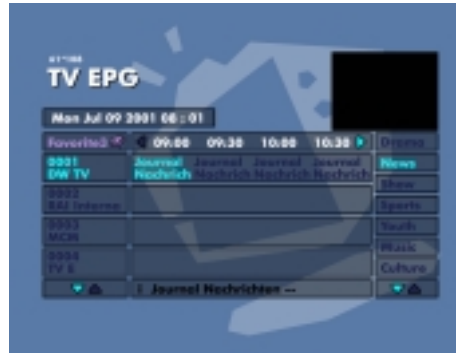 TV EPG
Mon Jul 09 2001 08:01
Favorite2 09.00 09.30 10.00 10.30 Drama
0001 Journal Journal Journal Journal News
DW TV Nachrich Nachrich Nachrich Nachrich
Show
0002
RAI Interna Sports
0003 Youth
MCM
Music
0004
TV 5 Culture
Journal Nachrichten --